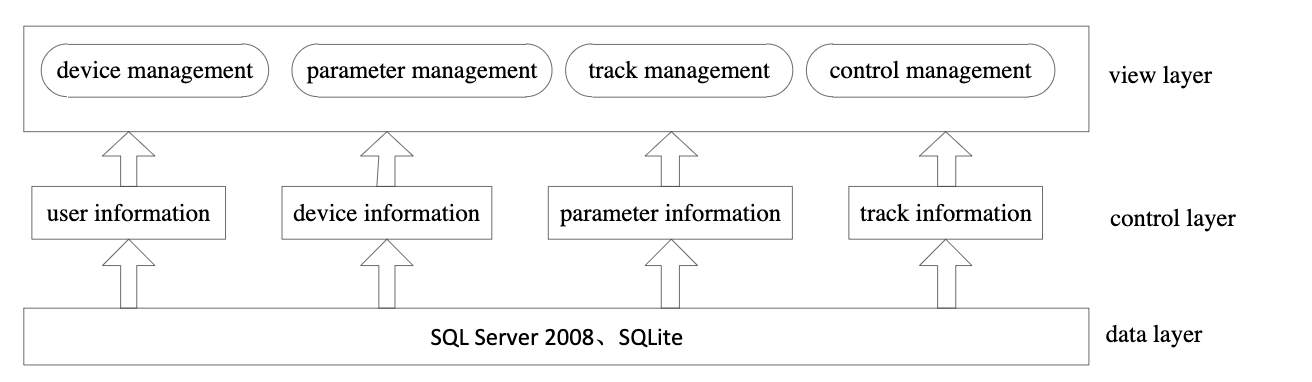 device management
parameter management
track management
control management
view layer
user information
device information
parameter information
track information
control layer
SQL Server 2008、SQLite
data layer